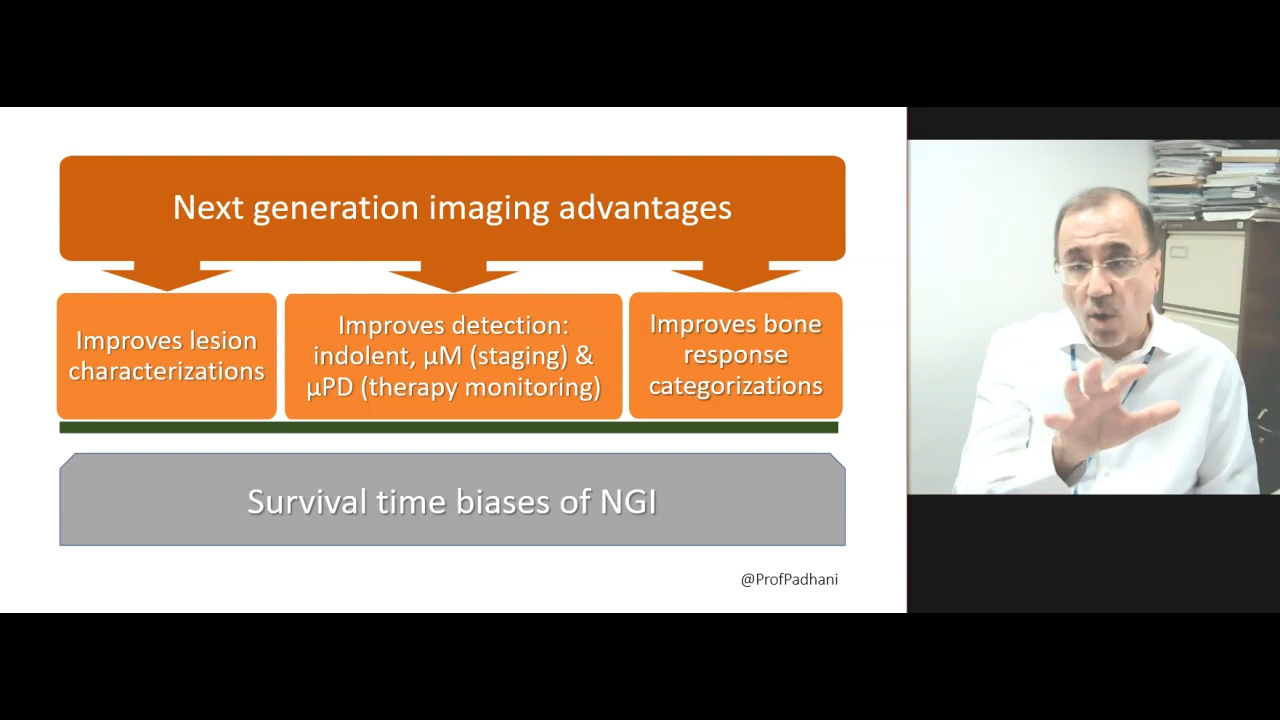 Next generation imaging advantages
Improves lesion
characterizations
Improves detection:
indolent, µM (staging) &
µPD (therapy monitoring)
Improves bone
response
categorizations
Survival time biases of NGI
@ProfPadhani